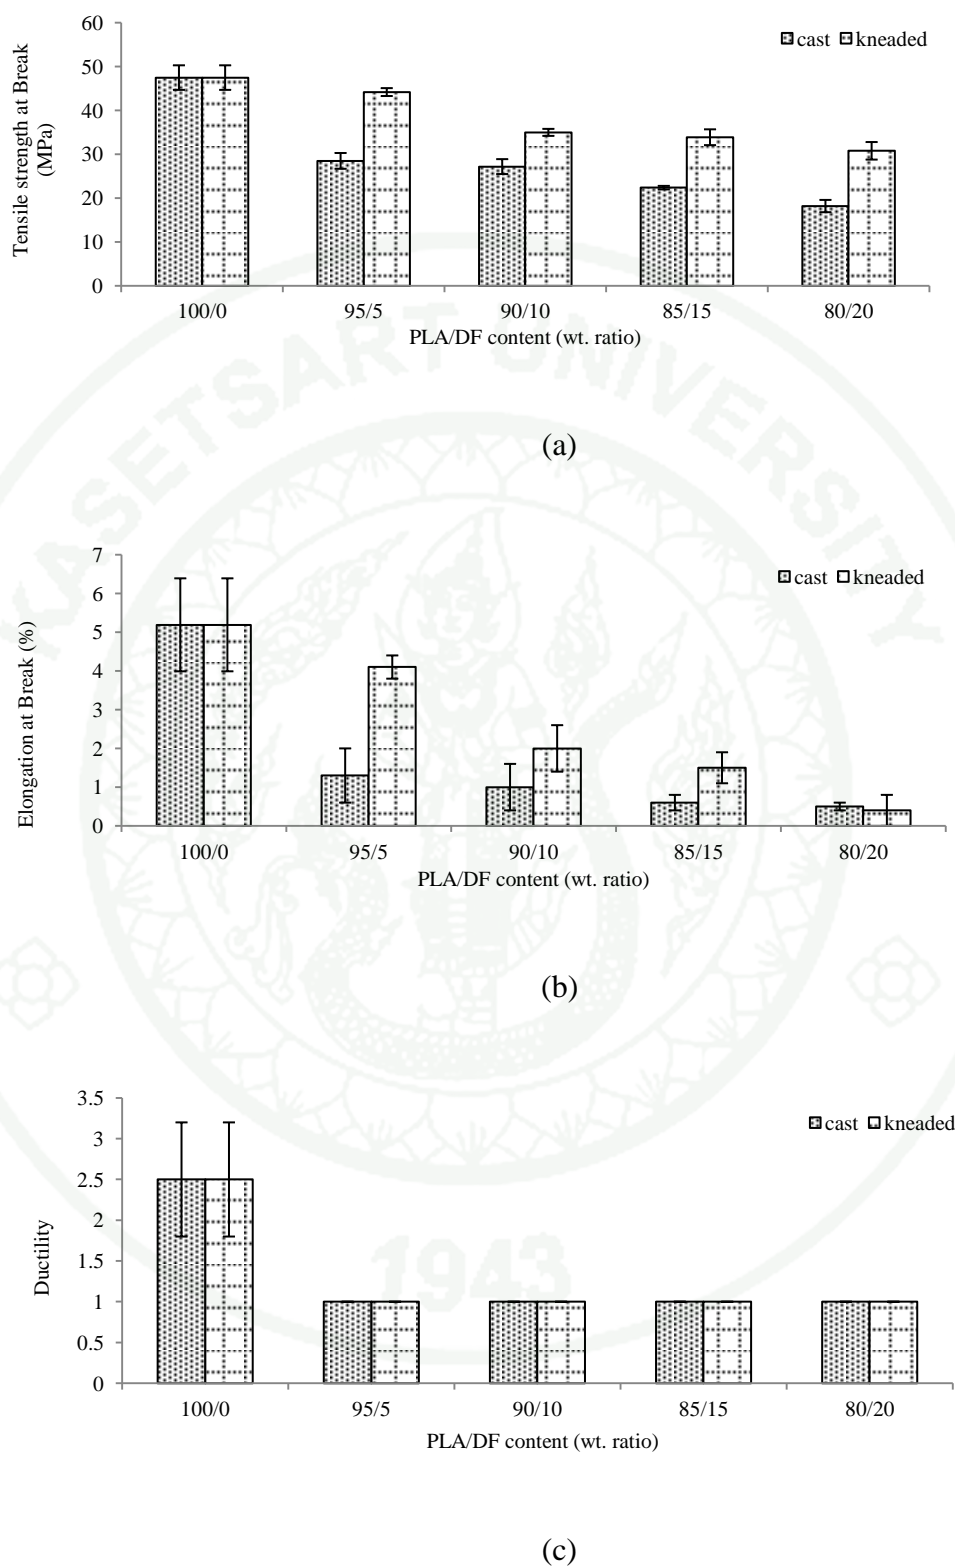 60
50
40
30
20
10
0
Tensile strength at Break
(MPa)
cast kneaded
100/0 95/5 90/10 85/15 80/20
PLA/DF content (wt. ratio)
(a)
KASETSART UNIVERSITY
7
6
5
4
3
2
1
0
Elongation at Break (%)
cast kneaded
100/0 95/5 90/10 85/15 80/20
PLA/DF content (wt. ratio)
(b)
3.5
3
2.5
2
1.5
1
0.5
0
Ductility
cast kneaded
1943
100/0 95/5 90/10 85/15 80/20
PLA/DF content (wt. ratio)
(c)